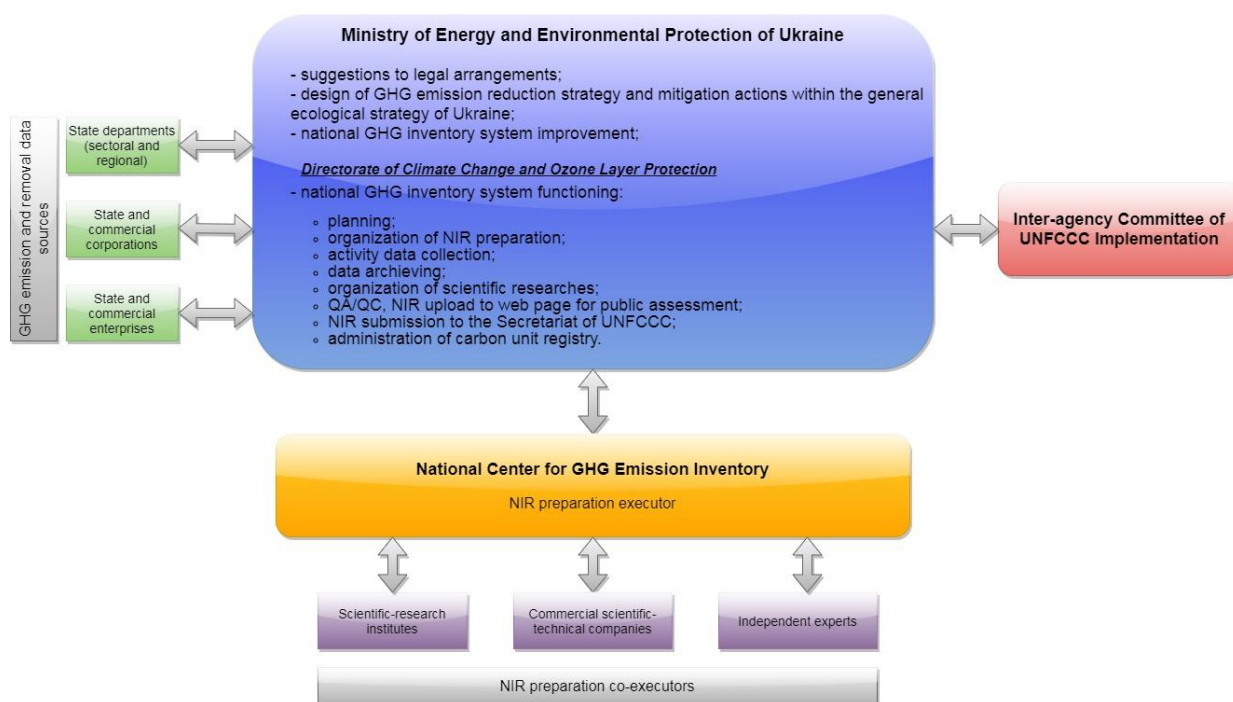 Ministry of Energy and Environmental Protection of Ukraine
- suggestions to legal arrangements;
- design of GHG emission reduction strategy and mitigation actions within the general
ecological strategy of Ukraine;
- national GHG inventory system improvement;
Directorate of Climate Change and Ozone Layer Protection
- national GHG inventory system functioning:
planning;
organization of NIR preparation;
activity data collection;
data archieving;
organization of scientific researches;
QA/QC, NIR upload to web page for public assessment;
NIR submission to the Secretariat of UNFCCC;
administration of carbon unit registry.
GHG emission and removal data
sources
State departments
(sectoral and
regional)
State and
commercial
corporations
State and
commercial
enterprises
Inter-agency Committee of
UNFCCC Implementation
National Center for GHG Emission Inventory
NIR preparation executor
Scientific-research
institutes
Commercial scientific-
technical companies
Independent experts
NIR preparation co-executors